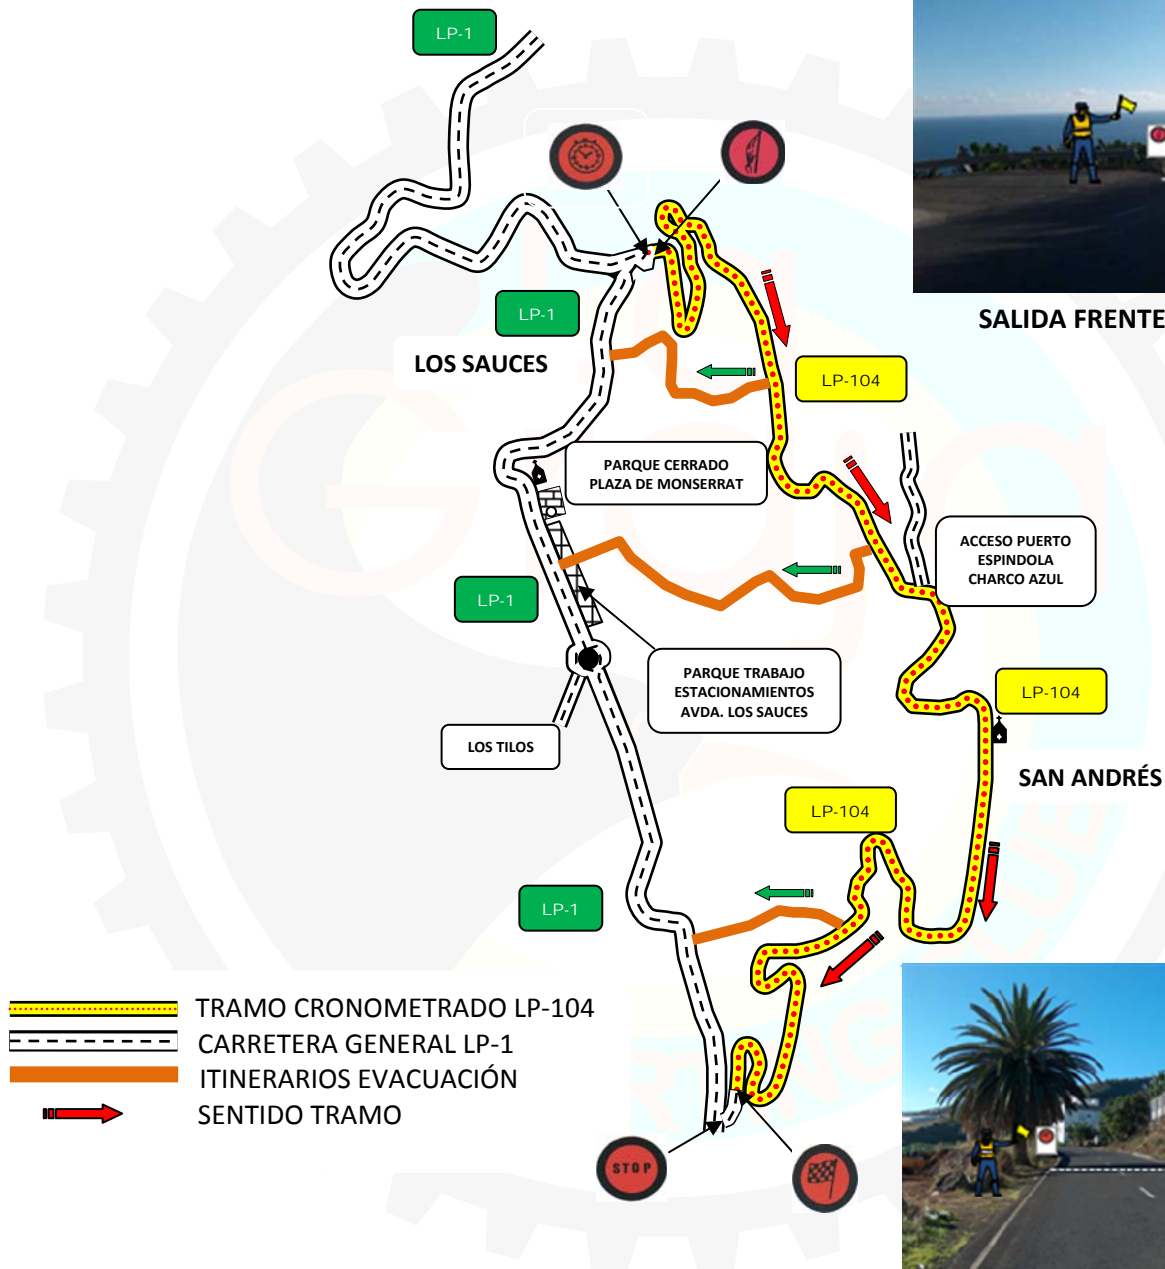 LP-1
SALIDA FRENTE
LP-1
LOS SAUCES
LP-104
PARQUE CERRADO
PLAZA DE MONSERRAT
ACCESO PUERTO
ESPINDOLA
CHARCO AZUL
LP-1
PARQUE TRABAJO
ESTACIONAMIENTOS
AVDA. LOS SAUCES
LP-104
LOS TILOS
SAN ANDRÉS
LP-104
LP-1
TRAMO CRONOMETRADO LP-104
CARRETERA GENERAL LP-1
ITINERARIOS EVACUACIÓN
SENTIDO TRAMO
STOP